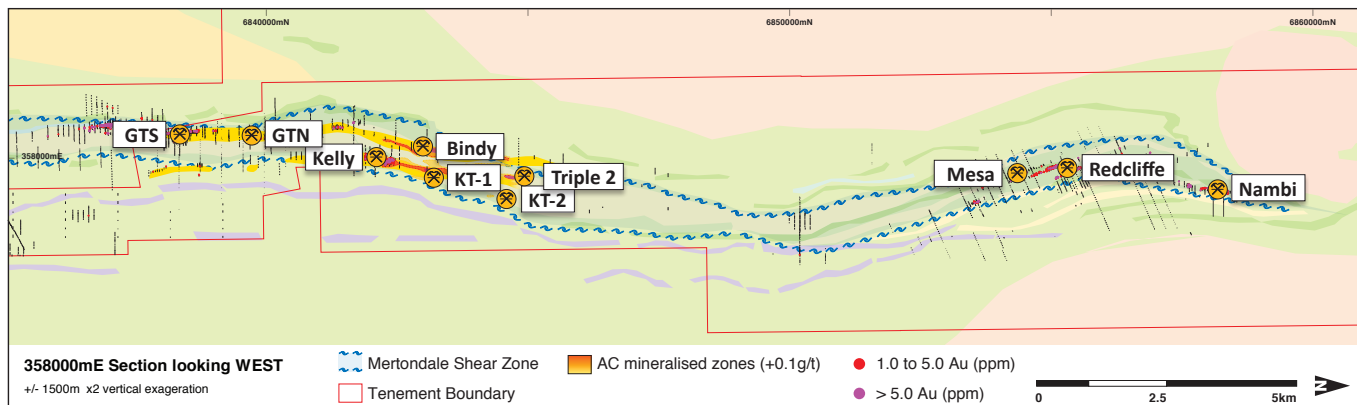 6840000mN
6850000mN
6860000mN
GTS
GTN
Bindy
358000mE
Kelly
KT-1
Triple 2
KT-2
Mesa
Redcliffe
Nambi
358000mE Section looking WEST
+/- 1500m x2 vertical exageration
Mertondale Shear Zone
Tenement Boundary
AC mineralised zones (+0.1g/t)
1.0 to 5.0 Au (ppm)
> 5.0 Au (ppm)
0
2.5
5km
N